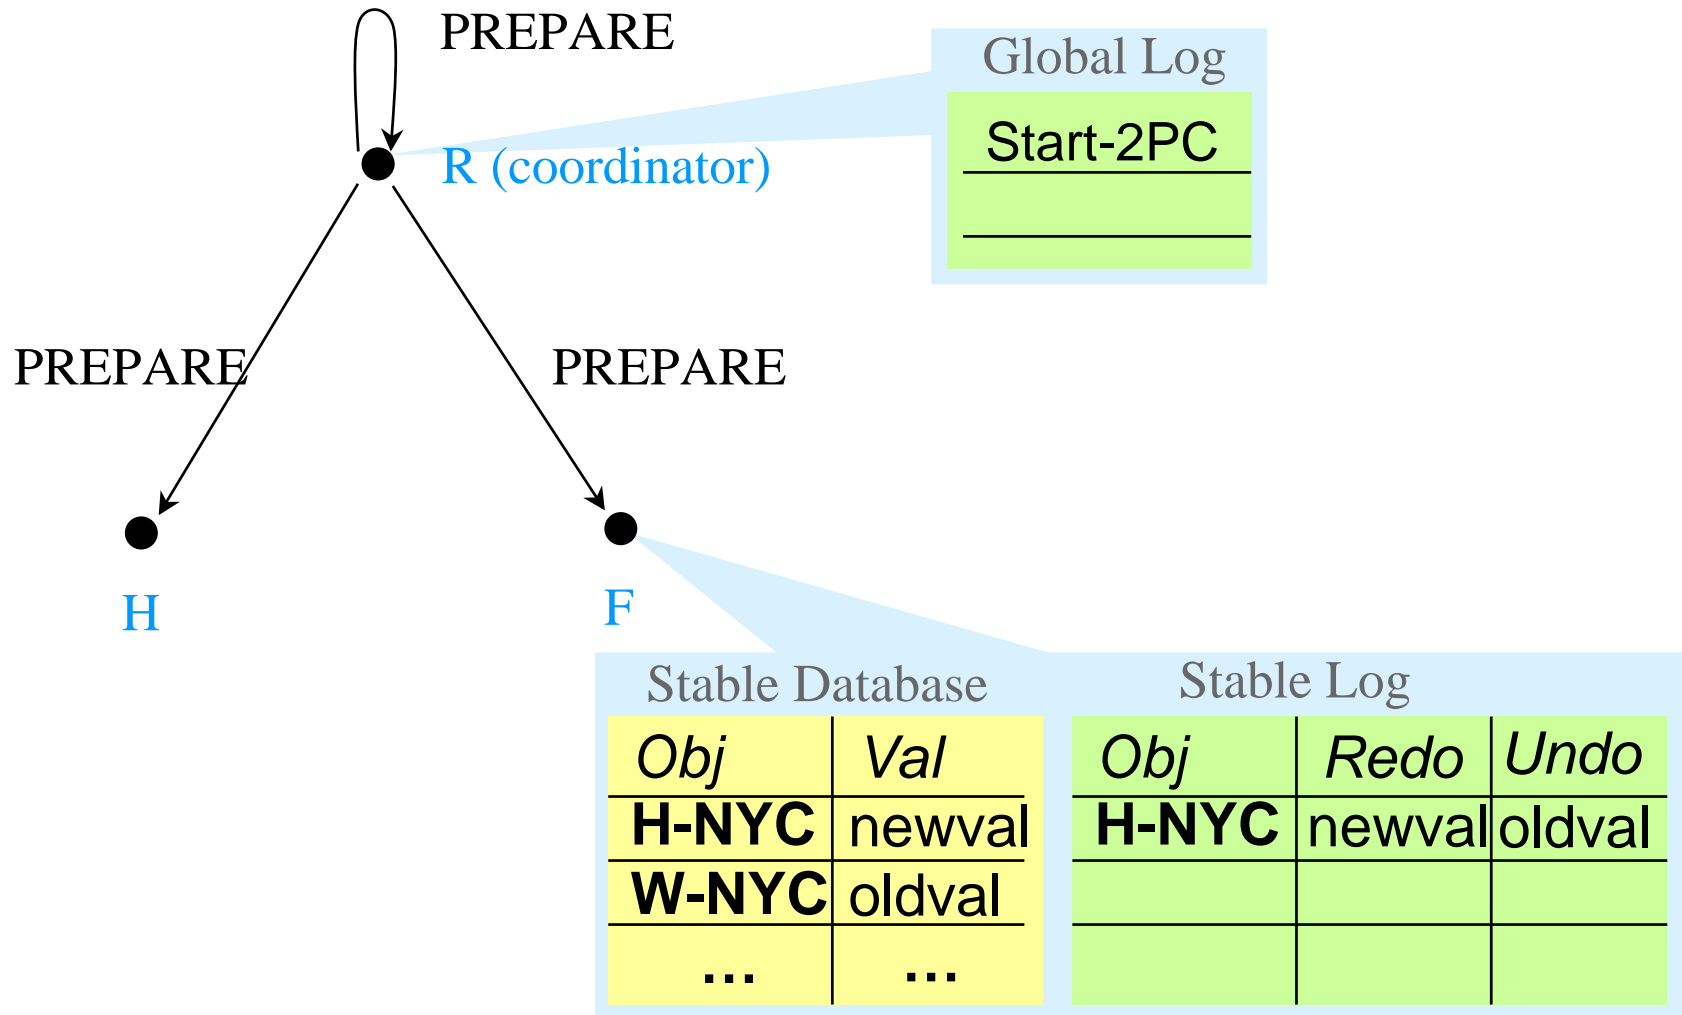 PREPARE
Global Log
Start-2PC
R (coordinator)
PREPARE
PREPARE
H
F
Stable Database
Stable Log
Obj Val
Obj Redo Undo
H-NYC newval
H-NYC newval oldval
W-NYC oldval
... ...